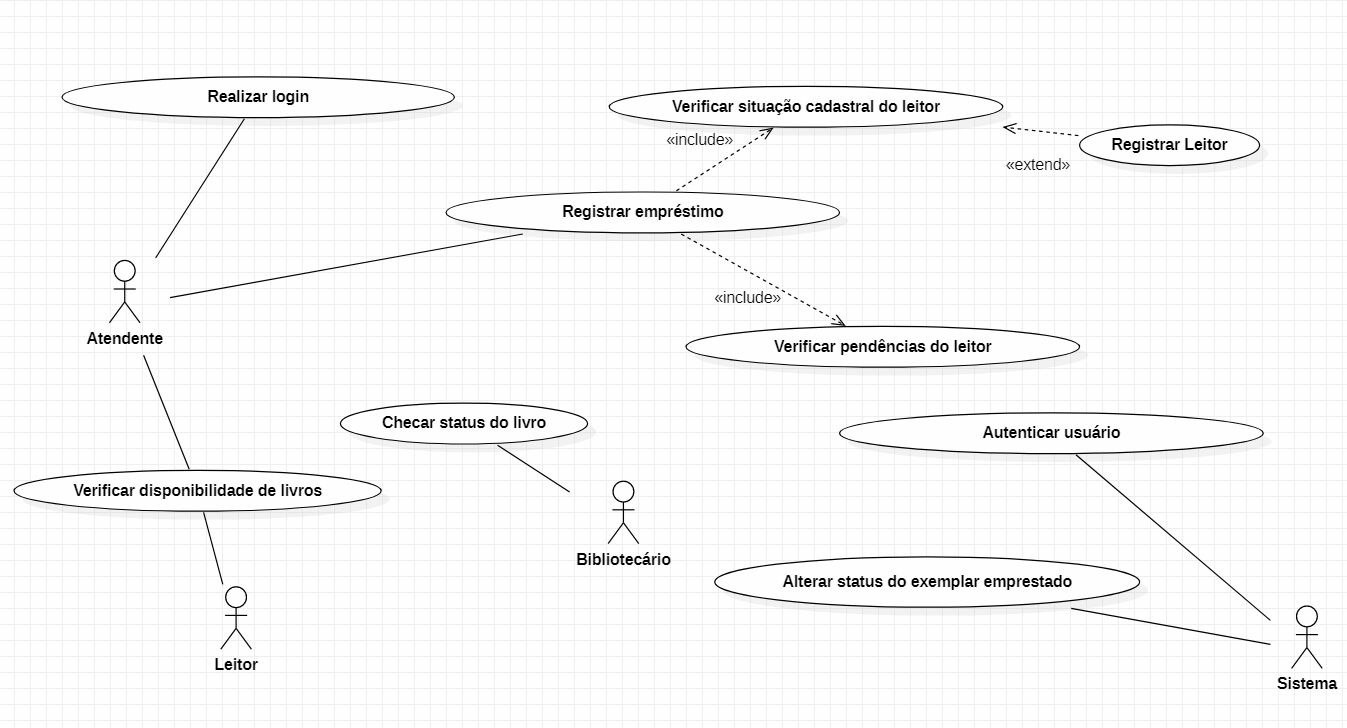 Realizar login
Verificar situação cadastral do leitor
«include»
Registrar Leitor
«extend»
Registrar empréstimo
«include»
Atendente
Verificar pendências do leitor
Checar status do livro
Autenticar usuário
Verificar disponibilidade de livros
Bibliotecário
Alterar status do exemplar emprestado
Leitor
Sistema